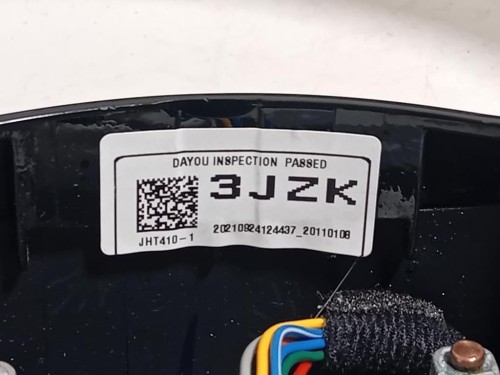 DAYOU INSPECTION PASSED
3JZK
JHT410-1
20210924124437_20110108